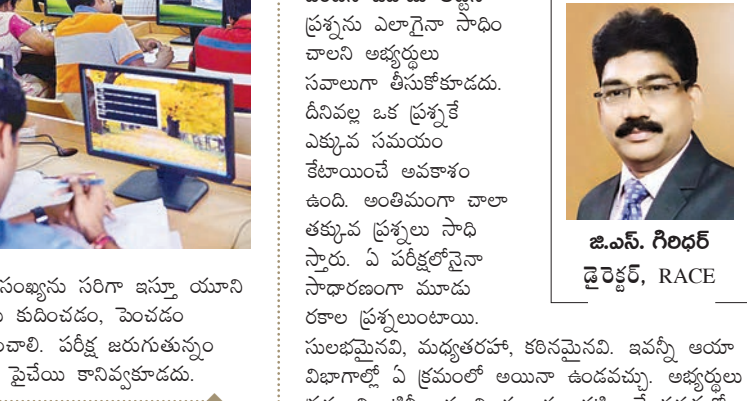 ప్రశ్నను ఎలాగైనా సాధిం
చాలని అభ్యర్థులు
సవాలుగా తీసుకోకూడదు.
దీనివల్ల ఒక ప్రశ్నకే
ఎక్కువ సమయం
కేటాయించే అవకాశం
ఉంది. అంతిమంగా చాలా
తక్కువ ప్రశ్నలు సాధి
స్తారు. ఏ పరీక్షలోనైనా
సాధారణంగా మూడు
రకాల ప్రశ్నలుంటాయి.
సులభమైనవి, మధ్యతరహా, కఠినమైనవి. ఇవన్నీ ఆయా
విభాగాల్లో ఏ క్రమంలో అయినా ఉండవచ్చు. అభ్యర్థులు
జి.ఎస్. గిరిధర్
డైరెక్టర్, RACE
సంఖ్యను సరిగా ఇస్తూ యూని
కుదించడం, పెంచడం
చాలి. పరీక్ష జరుగుతున్నం
పైచేయి కానివ్వకూడదు.